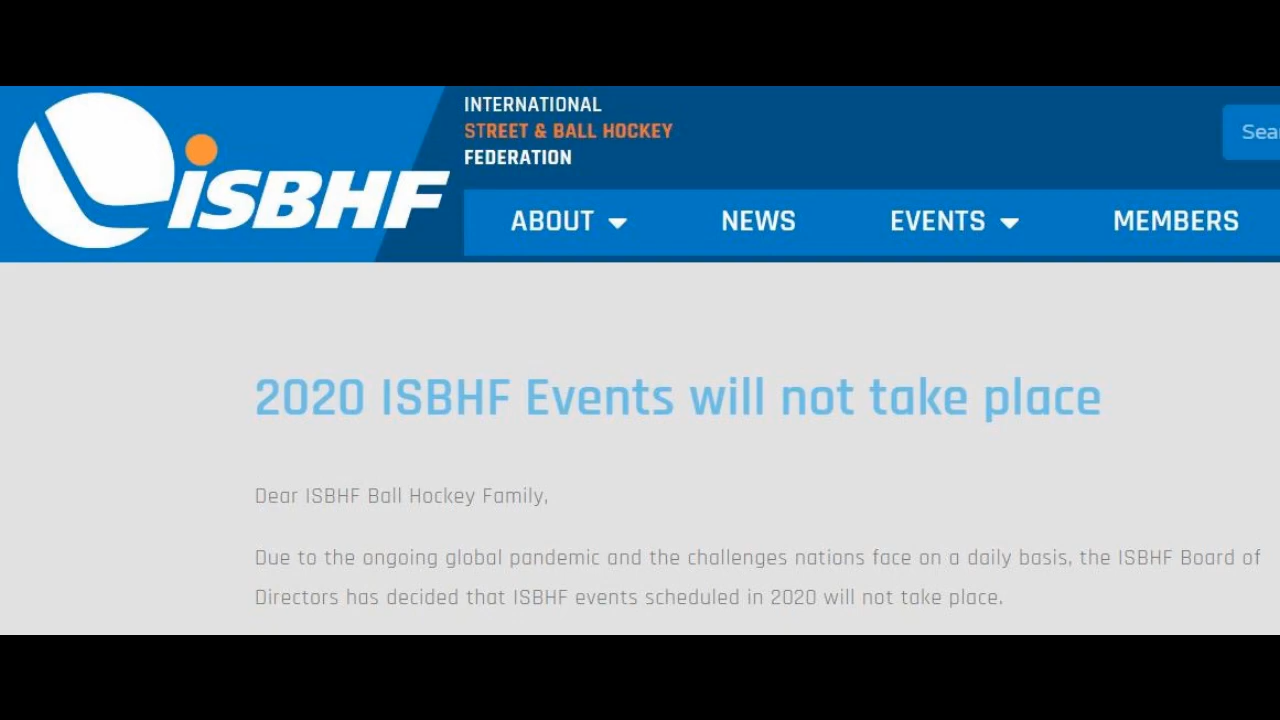 INTERNATIONAL
STREET & BALL HOCKEY
FEDERATION
iSBHF
ABOUT
NEWS
EVENTS
MEMBERS
2020 ISBHF Events will not take place
Dear ISBHF Ball Hockey Family,
Due to the ongoing global pandemic and the challenges nations face on a daily basis, the ISBHF Board of
Directors has decided that ISBHF events scheduled in 2020 will not take place.